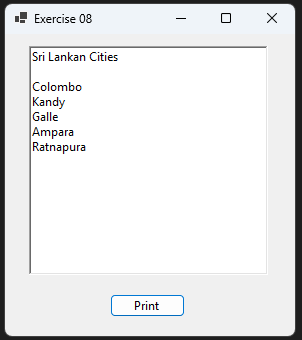 Exercise 08
Sri Lankan Cities
Colombo
Kandy
Galle
Ampara
Ratnapura
Print